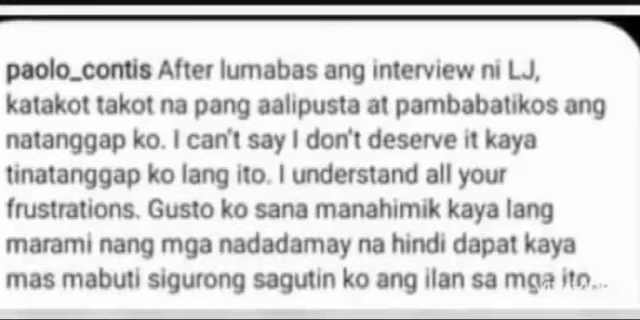 paolo_contis After lumabas ang interview ni LJ,
katakot takot na pang aalipusta at pambabatikos ang
natanggap ko. I can't say I don't deserve it kaya
tinatanggap ko lang ito. I understand all your
frustrations. Gusto ko sana manahimik kaya lang
marami nang mga nadadamay na hindi dapat kaya
mas mabuti sigurong sagutin ko ang ilan sa mga ito...